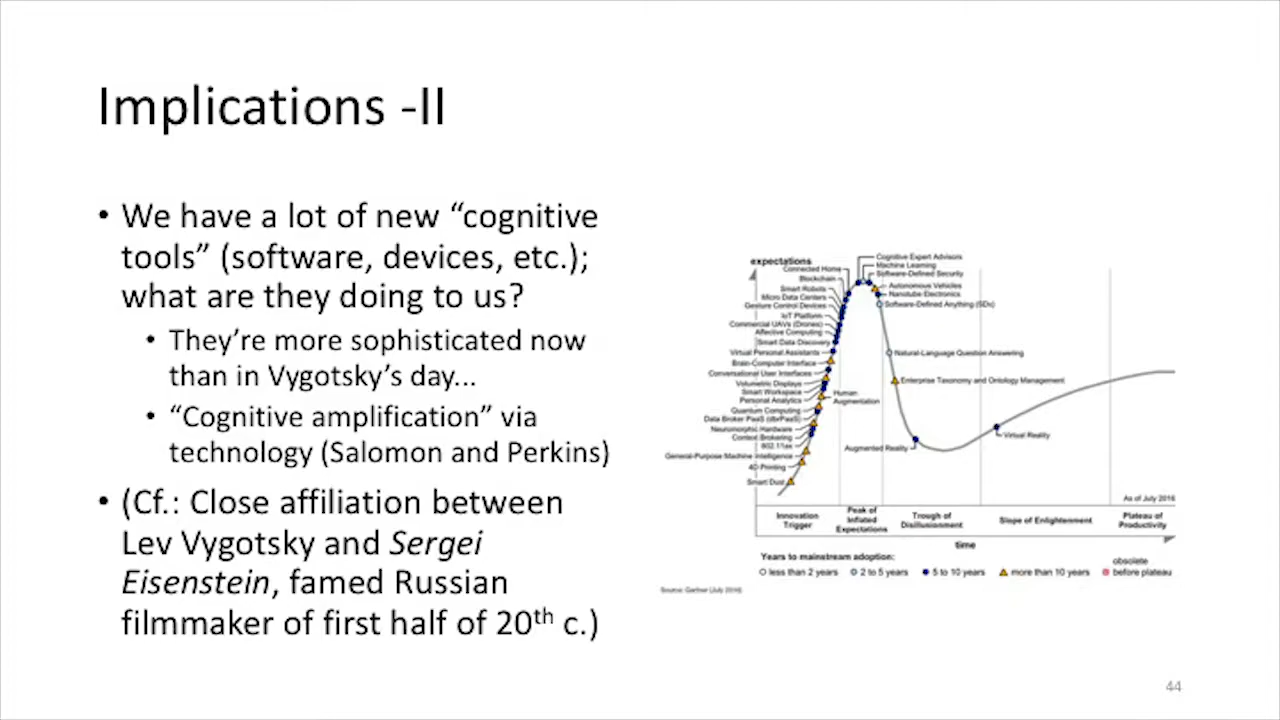 Implications -II
• We have a lot of new “cognitive
tools” (software, devices, etc.);
what are they doing to us?
• They’re more sophisticated now
than in Vygotsky’s day...
• “Cognitive amplification” via
technology (Salomon and Perkins)
• (Cf.: Close affiliation between
Lev Vygotsky and Sergei
Eisenstein, famed Russian
filmmaker of first half of 20th c.)
expectations
Connected Home
Blockchain
Smart Robots
Micro Data Centers
Gesture Control Devices
IoT Platform
Commercial UAVs (Drones)
Affective Computing
Smart Data Discovery
Virtual Personal Assistants
Brain-Computer Interface
Conversational User Interfaces
Volumetric Displays
Smart Workspace
Personal Analytics
Quantum Computing
Data Broker PaaS (dbrPaaS)
Neuromorphic Hardware
Context Brokering
802.11ax
General-Purpose Machine Intelligence
4D Printing
Smart Dust
Cognitive Expert Advisors
Machine Learning
Software-Defined Security
Autonomous Vehicles
Nanotube Electronics
Software-Defined Anything (SDx)
Natural-Language Question Answering
Enterprise Taxonomy and Ontology Management
Human
Augmentation
Augmented Reality
Virtual Reality
As of July 2016
Innovation
Trigger
Peak of
Inflated
Expectations
Trough of
Disillusionment
Slope of Enlightenment
Plateau of
Productivity
time
Years to mainstream adoption:
less than 2 years
2 to 5 years
5 to 10 years
more than 10 years
obsolete
before plateau
Source: Gartner (July 2016)
44